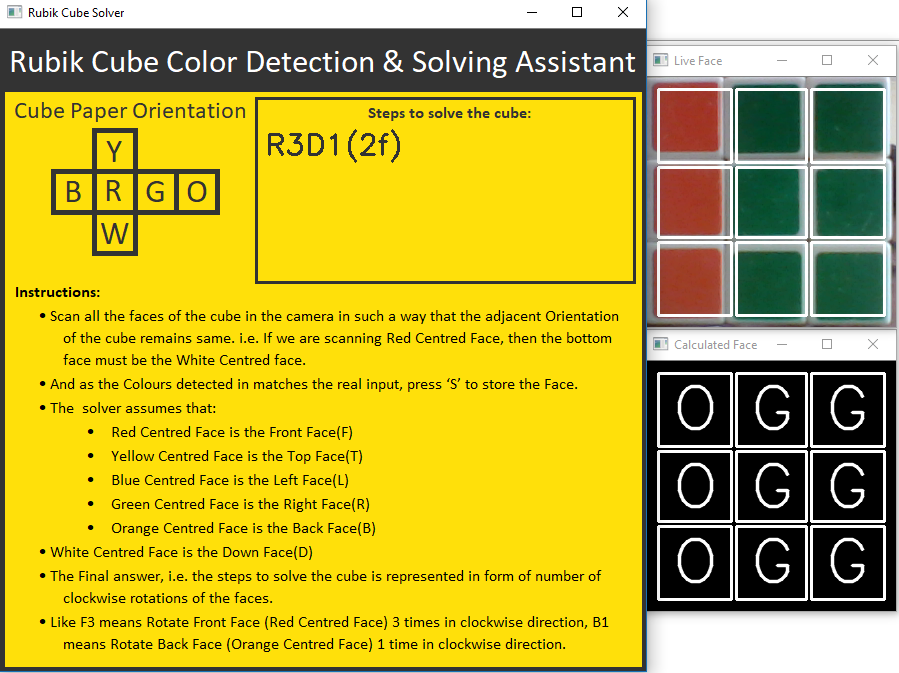 Rubik Cube Solver
Rubik Cube Color Detection & Solving Assistant
Cube Paper Orientation
Y
B R G O
W
Steps to solve the cube:
R3D1(2f)
Instructions:
• Scan all the faces of the cube in the camera in such a way that the adjacent Orientation
of the cube remains same. i.e. If we are scanning Red Centred Face, then the bottom
face must be the White Centred face.
• And as the Colours detected in matches the real input, press ‘S’ to store the Face.
• The  solver assumes that:
• Red Centred Face is the Front Face(F)
• Yellow Centred Face is the Top Face(T)
• Blue Centred Face is the Left Face(L)
• Green Centred Face is the Right Face(R)
• Orange Centred Face is the Back Face(B)
• White Centred Face is the Down Face(D)
• The Final answer, i.e. the steps to solve the cube is represented in form of number of
clockwise rotations of the faces.
• Like F3 means Rotate Front Face (Red Centred Face) 3 times in clockwise direction, B1
means Rotate Back Face (Orange Centred Face) 1 time in clockwise direction.
Live Face
Calculated Face
O G G
O G G
O G G